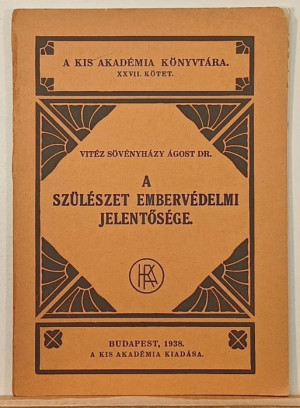 A KIS AKADÉMIA KÖNYVTÁRA.
XXVII. KÖTET.
VITÉZ SÖVÉNYHÁZY ÁGOST DR.
A
SZÜLÉSZET EMBERVÉDELMI
JELENTŐSÉGE.
BUDAPEST, 1938.
A KIS AKADÉMIA KIADÁSA.